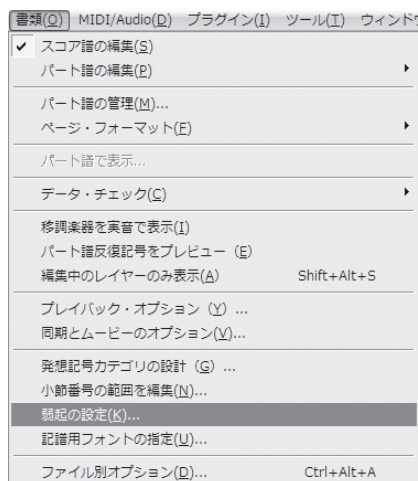 書類(O) MIDI/Audio(D) プラグイン(I) ツール(T) ウィンドウ
✓ スコア譜の編集(S)
パート譜の編集(P)
パート譜の管理(M)...
ページ・フォーマット(F)
パート譜で表示...
データ・チェック(C)
移調楽器を実音で表示(I)
パート譜反復記号をプレビュー（E)
編集中のレイヤーのみ表示(A) Shift+Alt+S
プレイバック・オプション（Y）...
同期とムービーのオプション(V)...
発想記号カテゴリの設計（G）...
小節番号の範囲を編集(N)...
弱起の設定(K)...
記譜用フォントの指定(U)...
ファイル別オプション(D)... Ctrl+Alt+A